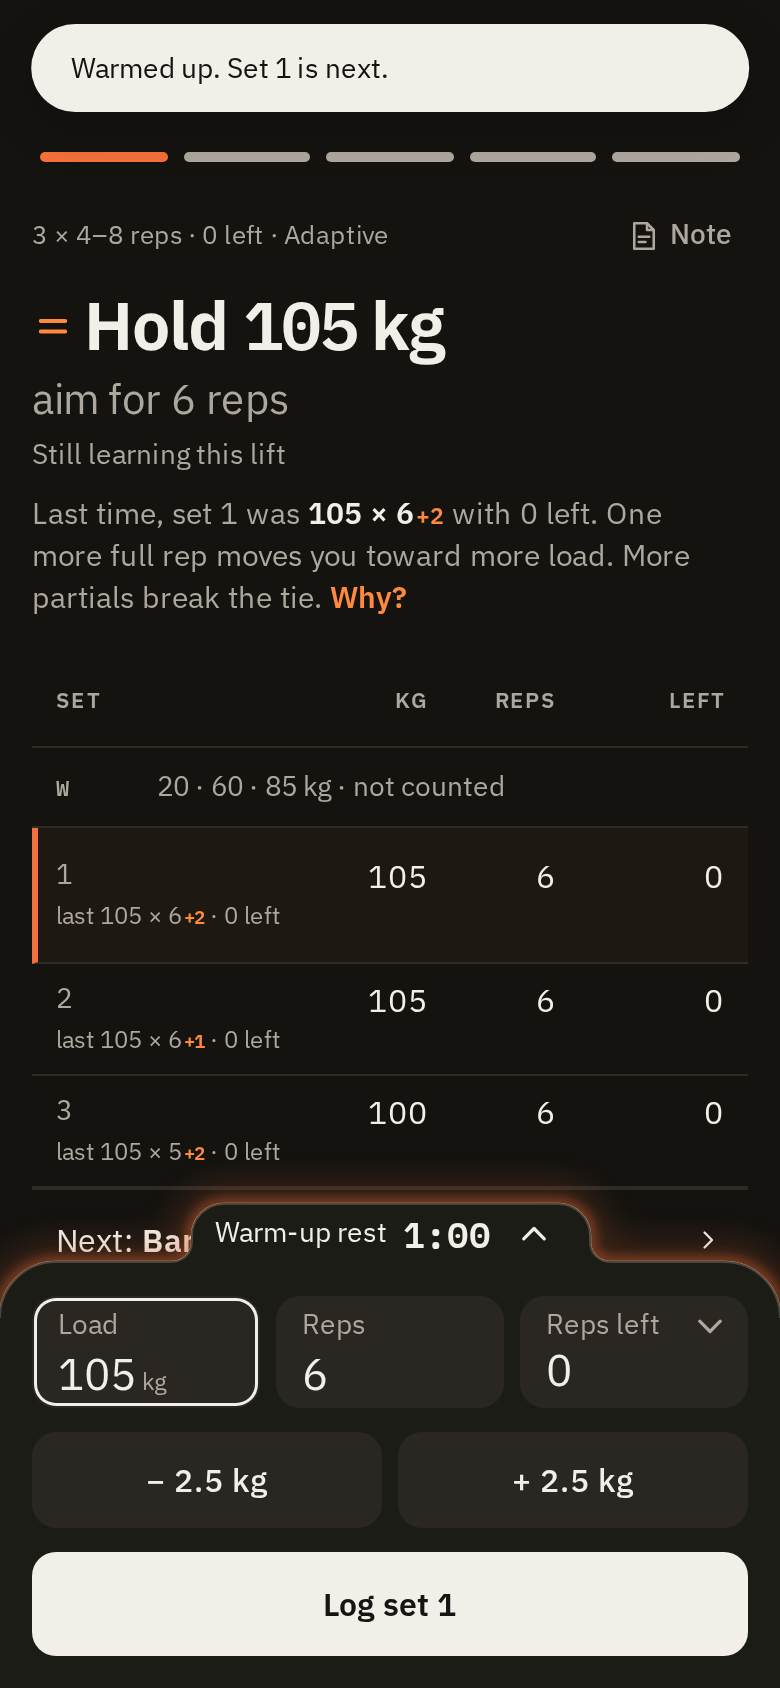 Warmed up. Set 1 is next.
3 × 4–8 reps · 0 left · Adaptive
Note
= Hold 105 kg
aim for 6 reps
Still learning this lift
Last time, set 1 was 105 × 6+2 with 0 left. One
more full rep moves you toward more load. More
partials break the tie. Why?
SET KG REPS LEFT
W 20 · 60 · 85 kg · not counted
1 105 6 0
last 105 × 6+2 · 0 left
2 105 6 0
last 105 × 6+1 · 0 left
3 100 6 0
last 105 × 5+2 · 0 left
Next:
Warm-up rest 1:00
Load Reps Reps left
105 kg 6 0
– 2.5 kg + 2.5 kg
Log set 1